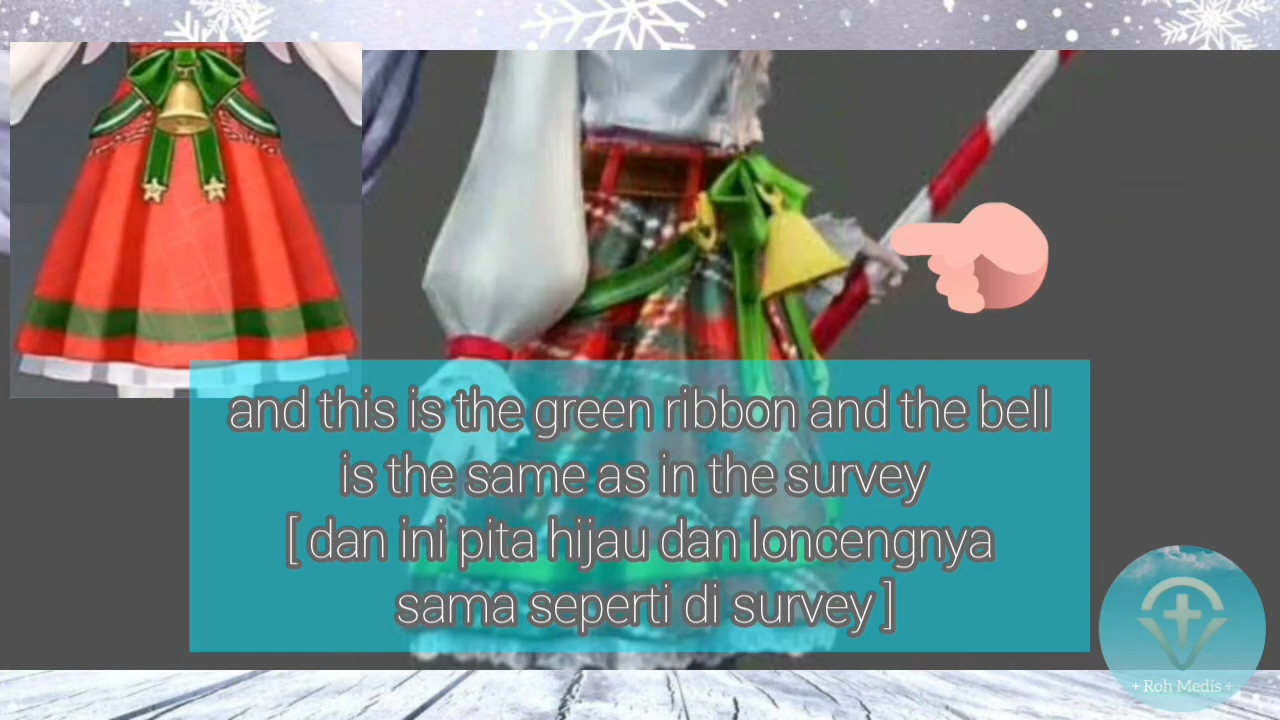 and this is the green ribbon and the bell
is the same as in the survey
[ dan ini pita hijau dan loncengnya
sama seperti di survey ]
+ Roh Medis +